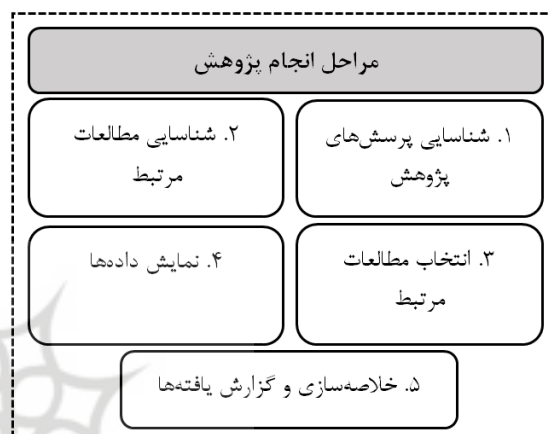 مراحل انجام پژوهش
۱. شناسایی پرسش‌های
پژوهش
۲. شناسایی مطالعات
مرتبط
۳. انتخاب مطالعات
مرتبط
۴. نمایش داده‌ها
۵. خلاصه‌سازی و گزارش یافته‌ها